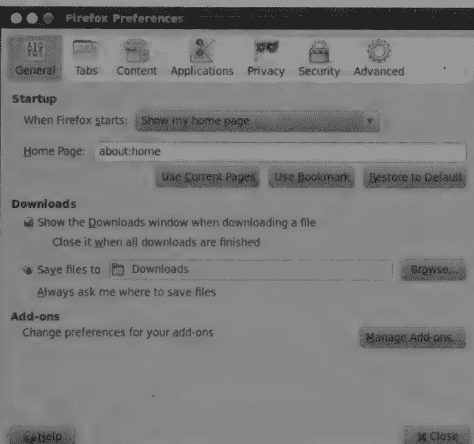 Firefox Preferences
General Tabs Content Applications Privacy Security Advanced
Startup
When Firefox starts: Show my home page
Home Page: about:home
Use Current Pages Use Bookmark Restore to Default
Downloads
Show the Downloads window when downloading a file
Close it when all downloads are finished
Save files to Downloads Browse...
Always ask me where to save files
Add-ons
Change preferences for your add-ons
Manage Add-ons...
Help Close